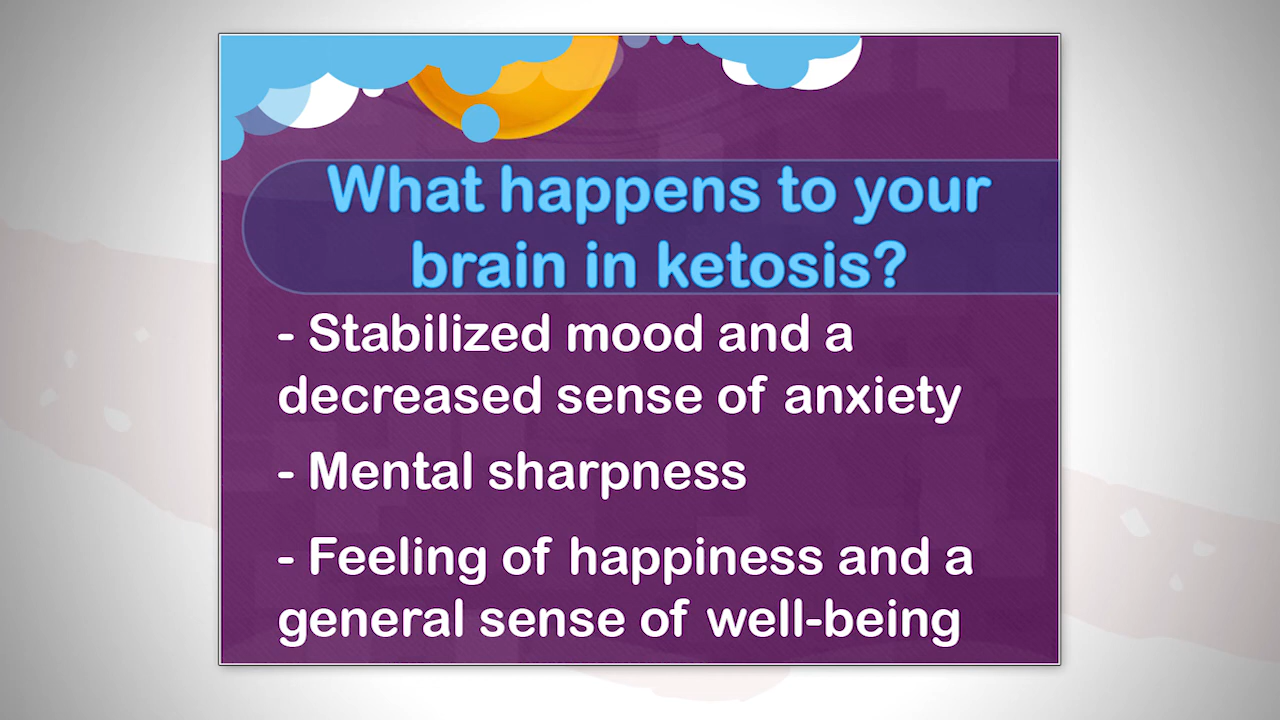 What happens to your
brain in ketosis?
- Stabilized mood and a
decreased sense of anxiety
- Mental sharpness
- Feeling of happiness and a
general sense of well-being